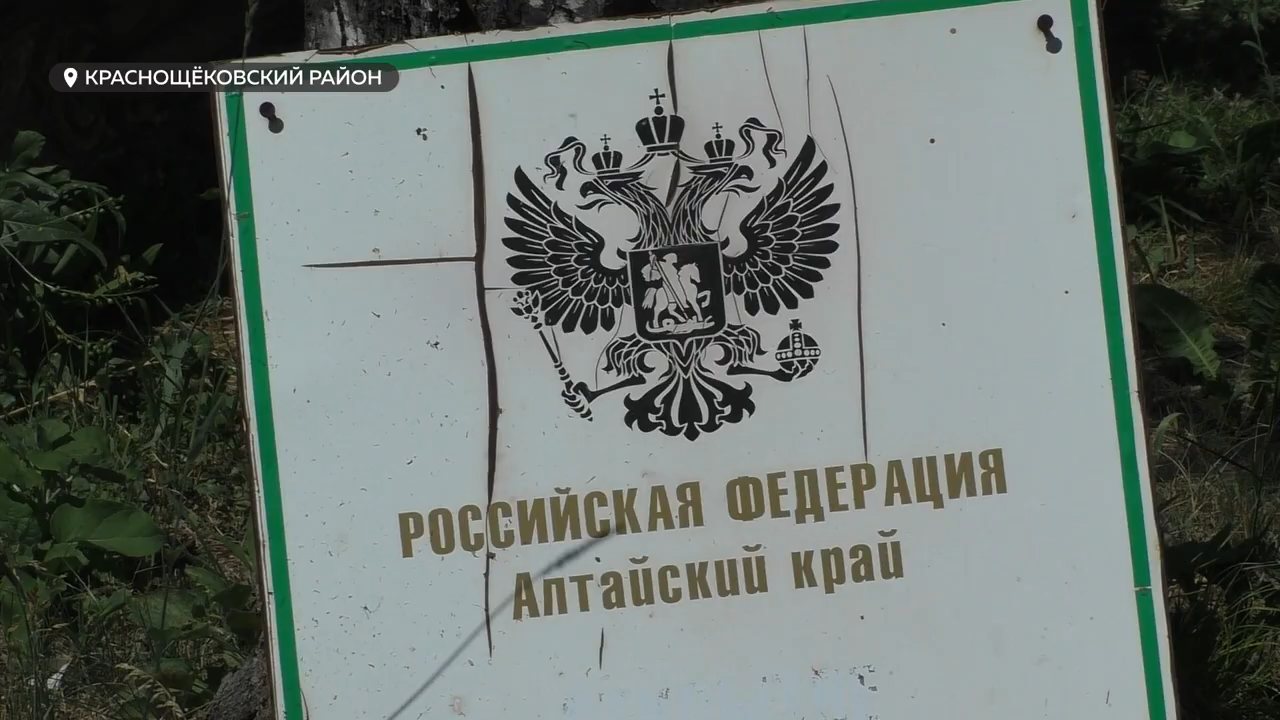 КРАСНОЩЁКОВСКИЙ РАЙОН
РОССИЙСКАЯ ФЕДЕРАЦИЯ
Алтайский край